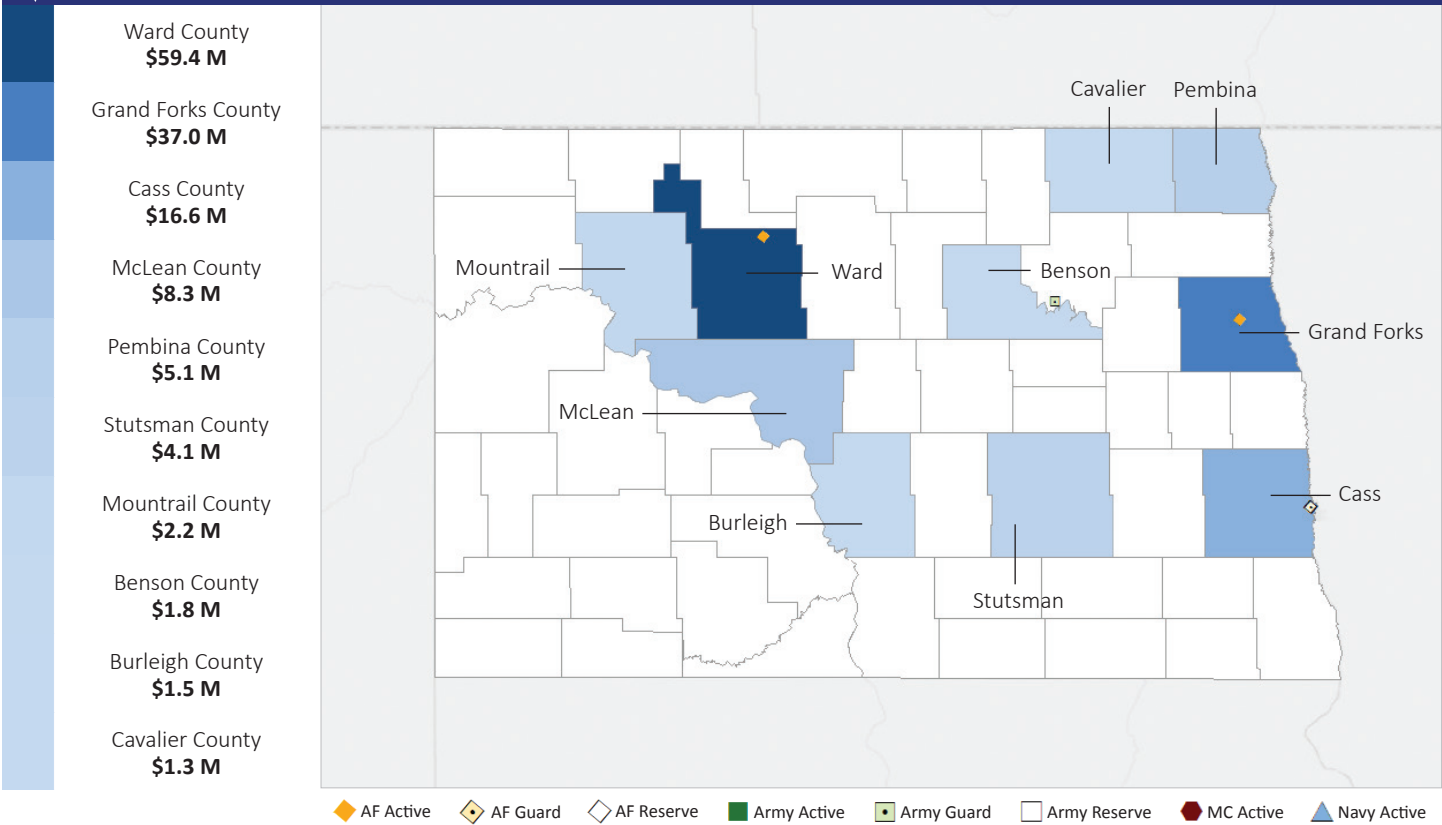 Ward County
$59.4 M
Grand Forks County
$37.0 M
Cass County
$16.6 M
McLean County
$8.3 M
Pembina County
$5.1 M
Stutsman County
$4.1 M
Mountrail County
$2.2 M
Benson County
$1.8 M
Burleigh County
$1.5 M
Cavalier County
$1.3 M
Cavalier Pembina
Mountrail
Ward
Benson
Grand Forks
McLean
Cass
Burleigh
Stutsman
AF Active AF Guard AF Reserve Army Active Army Guard Army Reserve MC Active Navy Active